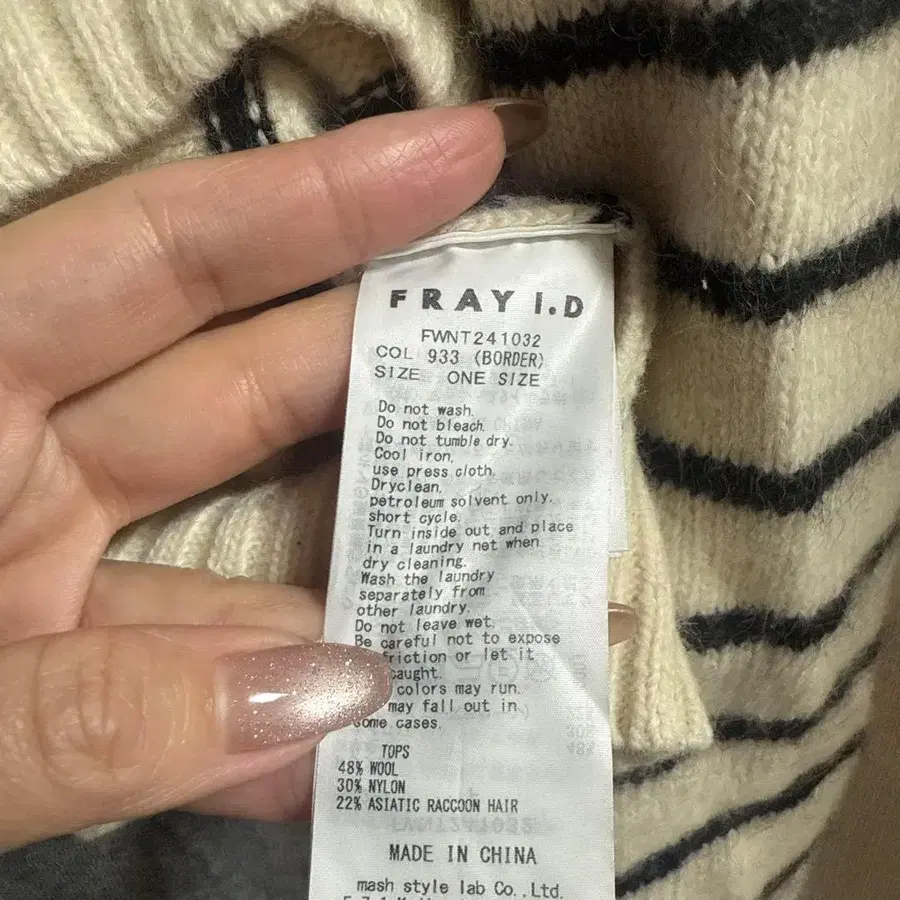 FRAY I.D
FWNT241032
COL 933 (BORDER)
SIZE ONE SIZE
Do not wash.
Do not bleach.
Do not tumble dry.
Cool iron,
use press cloth.
Dryclean,
petroleum solvent only.
short cycle.
Turn inside out and place
in a laundry net when
dry cleaning.
Wash the laundry
separately from
other laundry.
Do not leave wet.
Be careful not to expose
friction or let it
caught.
colors may run.
may fall out in
some cases.
TOPS
48% WOOL
30% NYLON
22% ASIATIC RACCOON HAIR
MADE IN CHINA
mash style lab Co.,Ltd.